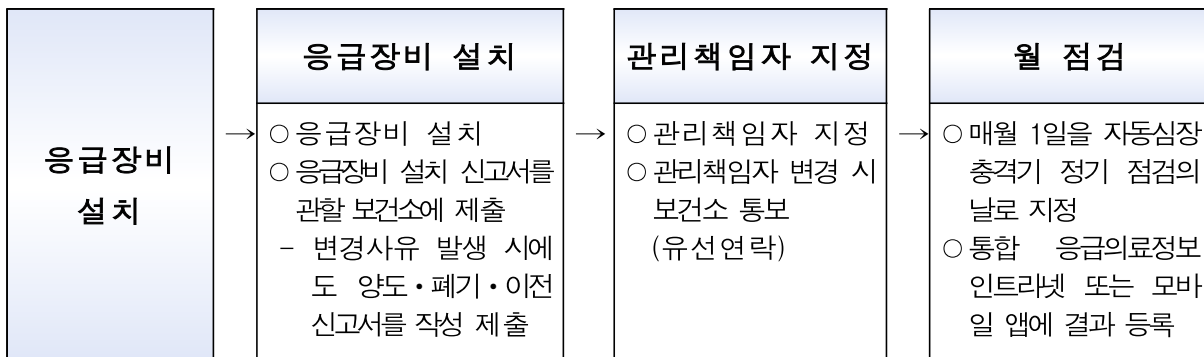 응급장비
설치
→
응급장비 설치
○ 응급장비 설치
○ 응급장비 설치 신고서를
관할 보건소에 제출
- 변경사유 발생 시에
도 양도·폐기·이전
신고서를 작성 제출
→
관리책임자 지정
○ 관리책임자 지정
○ 관리책임자 변경 시
보건소 통보
(유선연락)
→
월 점검
○ 매월 1일을 자동심장
충격기 정기 점검의
날로 지정
○ 통합 응급의료정보
인트라넷 또는 모바
일 앱에 결과 등록